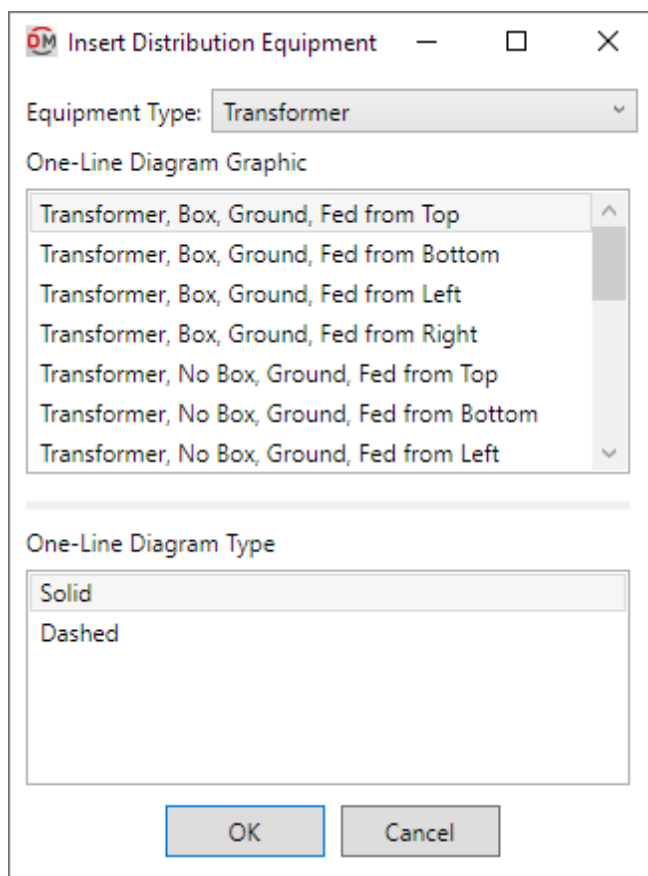 DM Insert Distribution Equipment
Equipment Type: Transformer
One-Line Diagram Graphic
Transformer, Box, Ground, Fed from Top
Transformer, Box, Ground, Fed from Bottom
Transformer, Box, Ground, Fed from Left
Transformer, Box, Ground, Fed from Right
Transformer, No Box, Ground, Fed from Top
Transformer, No Box, Ground, Fed from Bottom
Transformer, No Box, Ground, Fed from Left
One-Line Diagram Type
Solid
Dashed
OK Cancel